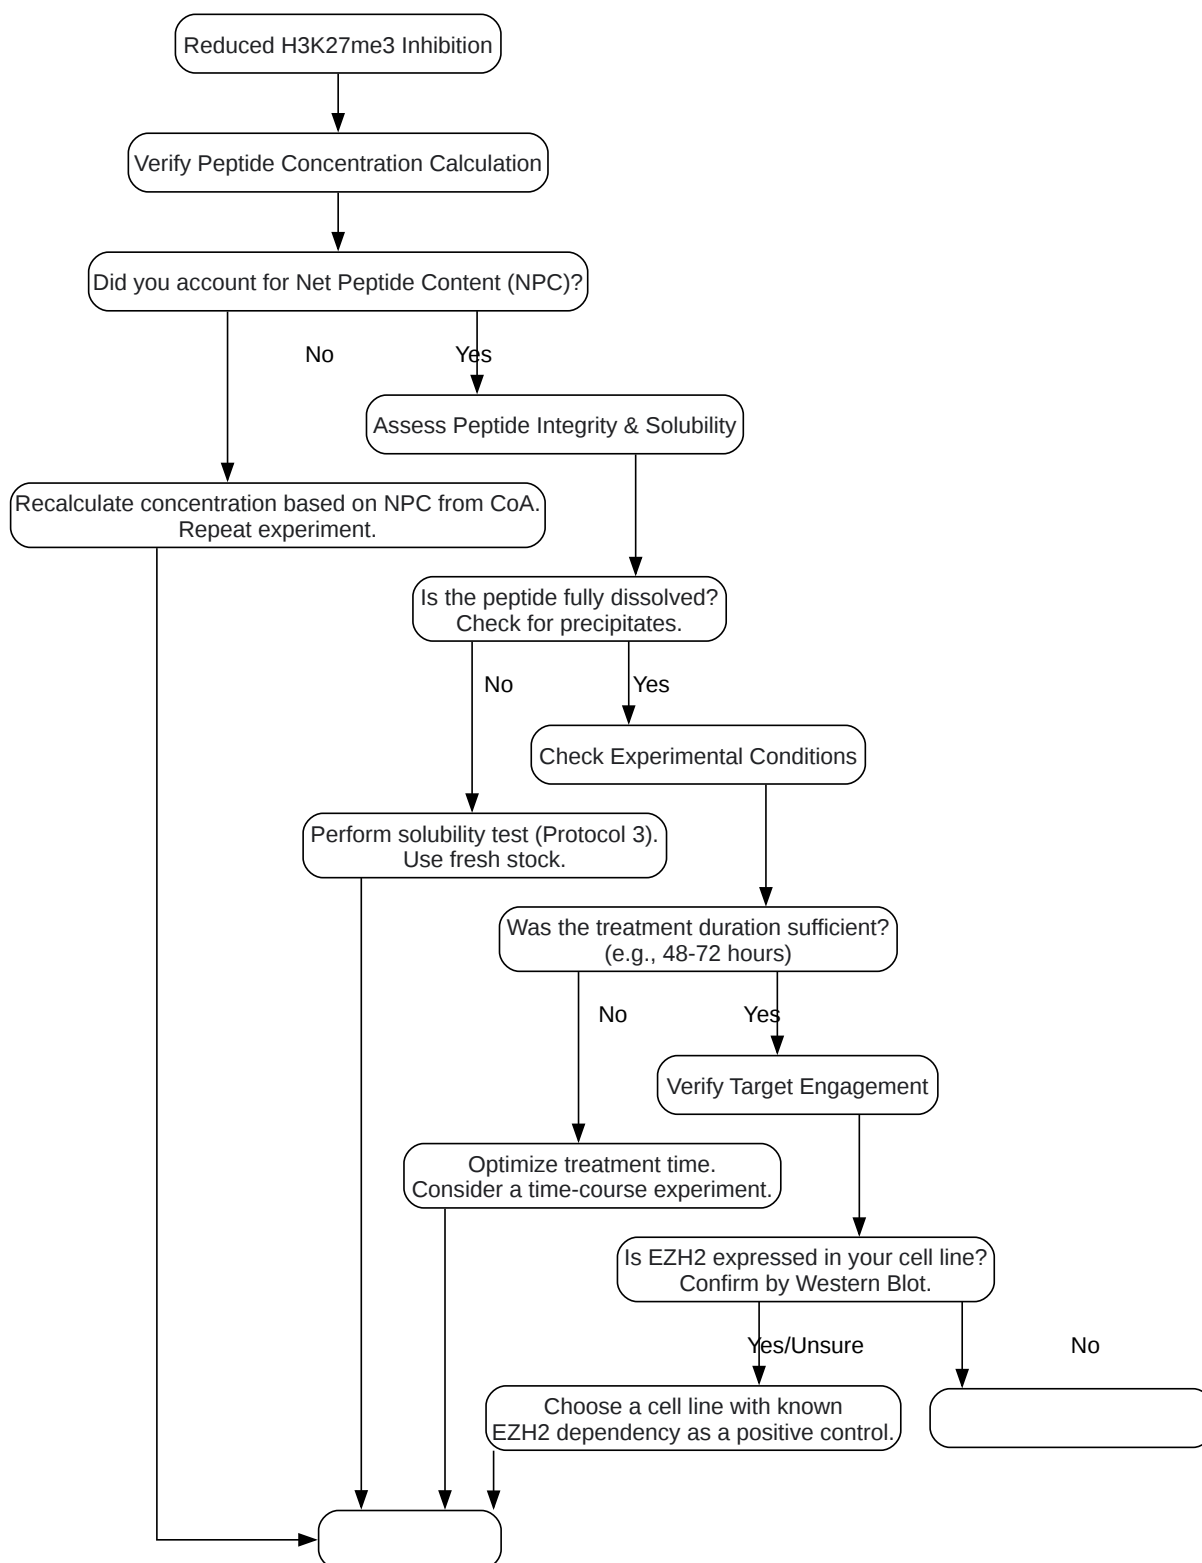 Reduced H3K27me3 Inhibition
Verify Peptide Concentration Calculation
Did you account for Net Peptide Content (NPC)?
No
Yes
Assess Peptide Integrity & Solubility
Recalculate concentration based on NPC from CoA.
Repeat experiment.
Is the peptide fully dissolved?
Check for precipitates.
No
Yes
Check Experimental Conditions
Perform solubility test (Protocol 3).
Use fresh stock.
Was the treatment duration sufficient?
(e.g., 48-72 hours)
No
Yes
Verify Target Engagement
Optimize treatment time.
Consider a time-course experiment.
Is EZH2 expressed in your cell line?
Confirm by Western Blot.
Yes/Unsure
No
Choose a cell line with known
EZH2 dependency as a positive control.